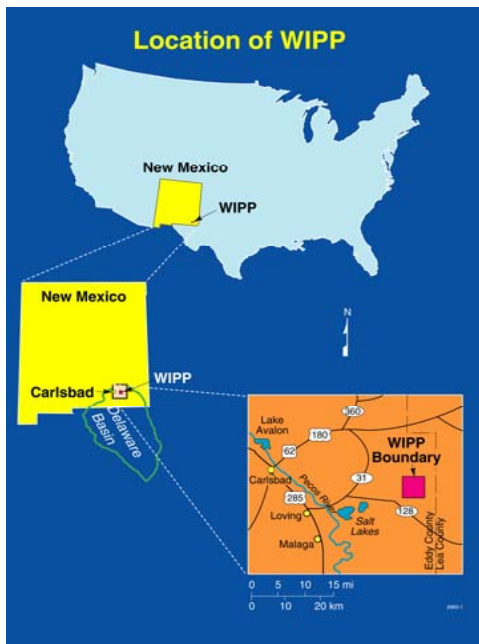 Location of WIPP
New Mexico
WIPP
New Mexico
N
WIPP
Carlsbad
Delaware
Basin
360
Lake
Avalon
180
62
WIPP
Boundary
Carlsbad
31
Pecos River
285
128
Loving
Salt
Lakes
Malaga
Eddy County
Lea County
0 5 10 15 mi
0 10 20 km